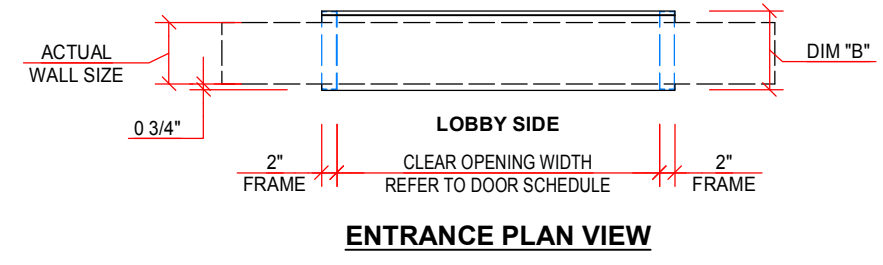 ACTUAL
WALL SIZE
DIM "B"
0 3/4"
LOBBY SIDE
2"
FRAME
CLEAR OPENING WIDTH
REFER TO DOOR SCHEDULE
2"
FRAME
ENTRANCE PLAN VIEW